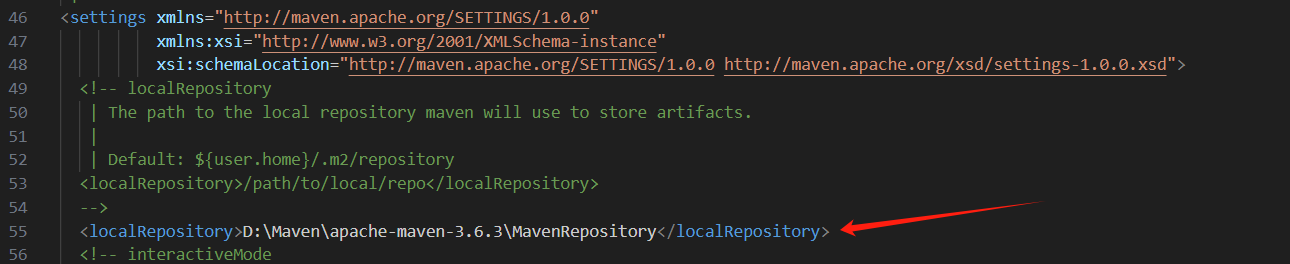 46 <settings xmlns="http://maven.apache.org/SETTINGS/1.0.0"
47 xmlns:xsi="http://www.w3.org/2001/XMLSchema-instance"
48 xsi:schemaLocation="http://maven.apache.org/SETTINGS/1.0.0 http://maven.apache.org/xsd/settings-1.0.0.xsd">
49 <!-- localRepository
50 | The path to the local repository maven will use to store artifacts.
51 |
52 | Default: ${user.home}/.m2/repository
53 <localRepository>/path/to/local/repo</localRepository>
54 -->
55 <localRepository>D:\Maven\apache-maven-3.6.3\MavenRepository</localRepository>
56 <!-- interactiveMode